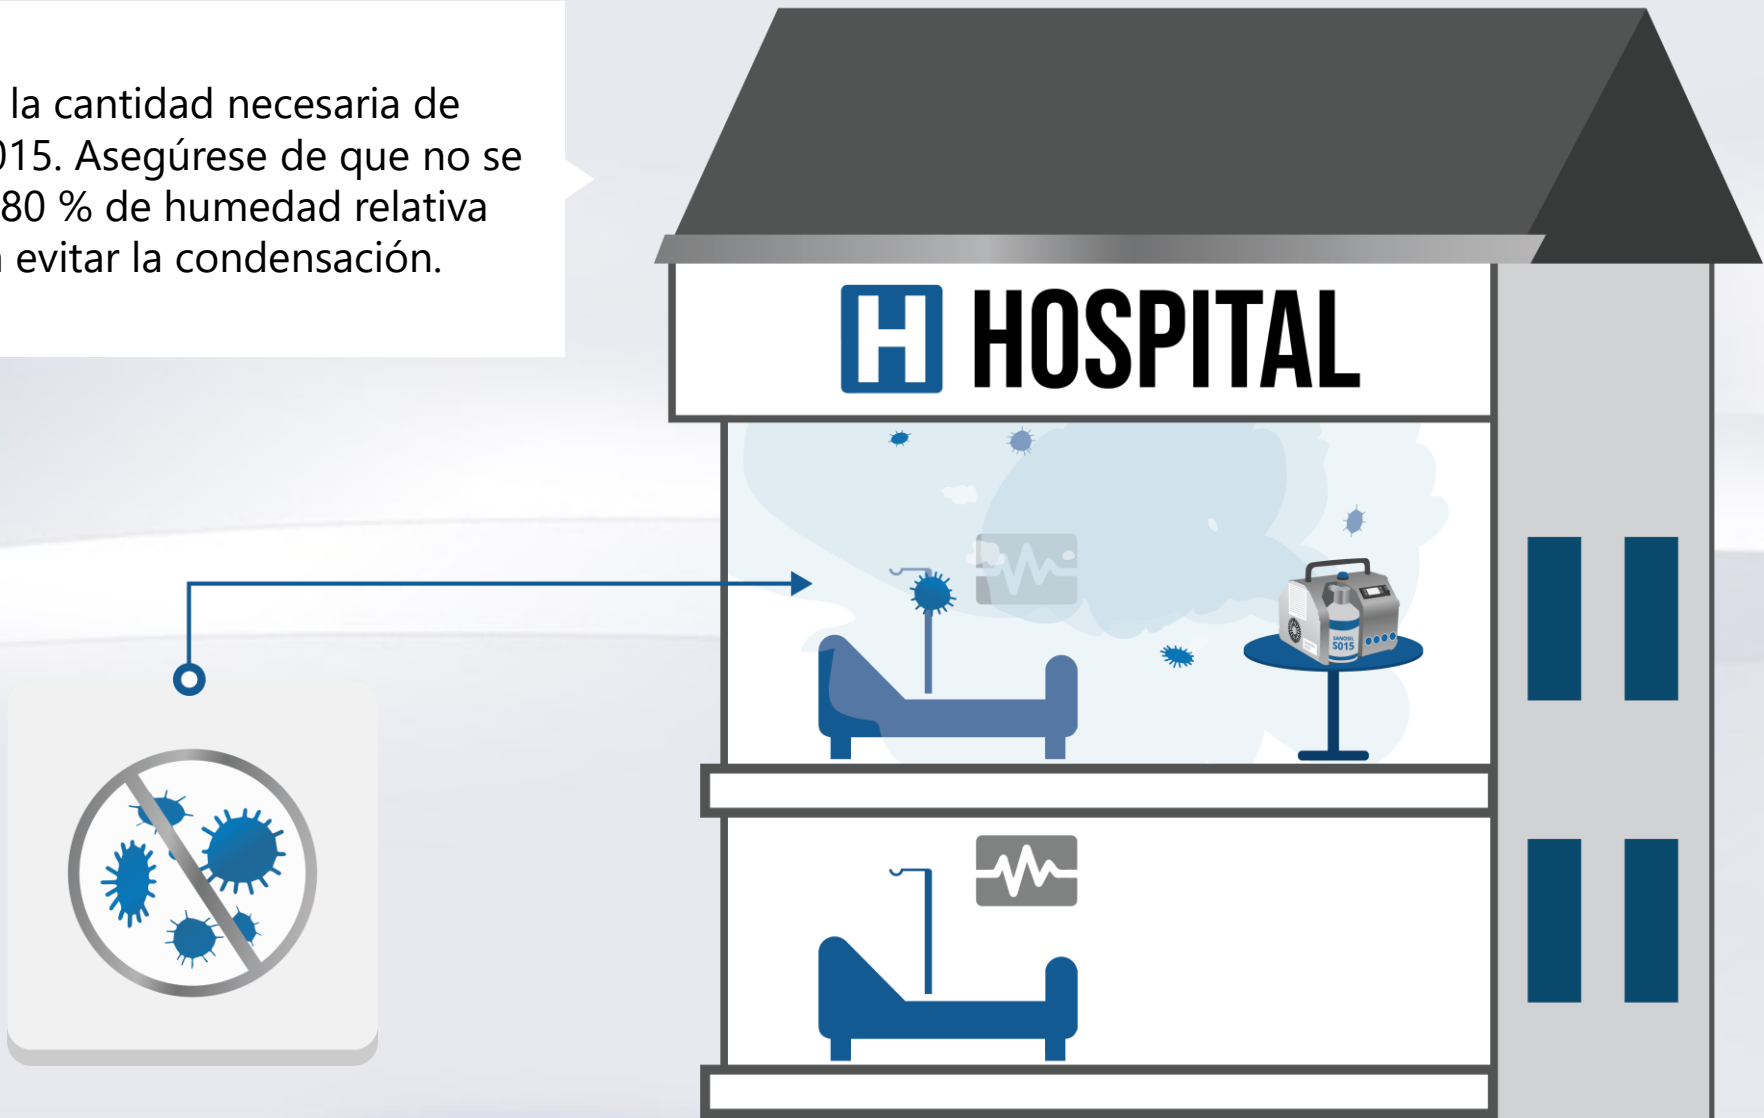 la cantidad necesaria de
015. Asegúrese de que no se
80 % de humedad relativa
evitar la condensación.
H HOSPITAL
SANOSIL
S015